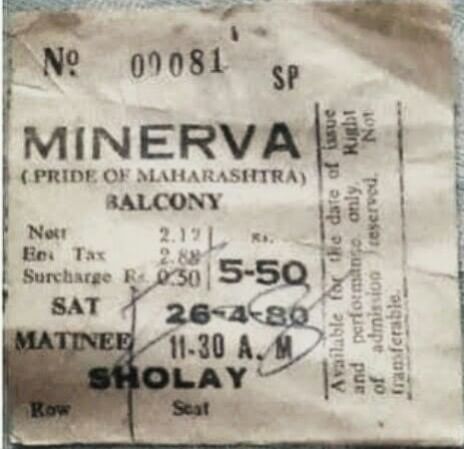 Nº 00081 SP
MINERVA
(PRIDE OF MAHARASHTRA)
BALCONY
Nett 2.12 Rs.
Ent Tax 2.88
Surcharge Rs. 0.50 5-50
SAT 26-4-80
MATINEE 11-30 A. M
SHOLAY
Row Seat
Available for the date of issue
and performance only. Right
of admission reserved. Not
transferable.